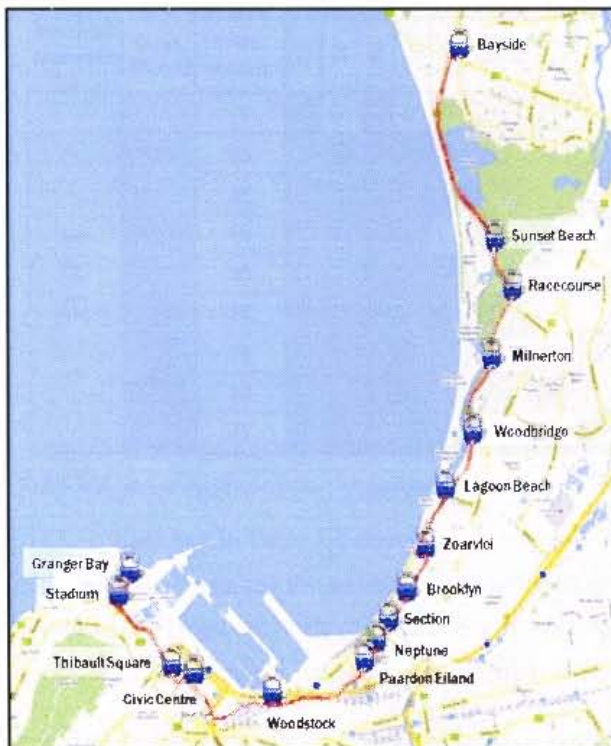 Bayside
Sunset Beach
Racecourse
Milnerton
Woodbridge
Lagoon Beach
Zoarvlei
Granger Bay
Brooklyn
Stadium
Section
Neptune
Thibault Square
Paardon Eiland
Civic Centre
Woodstock